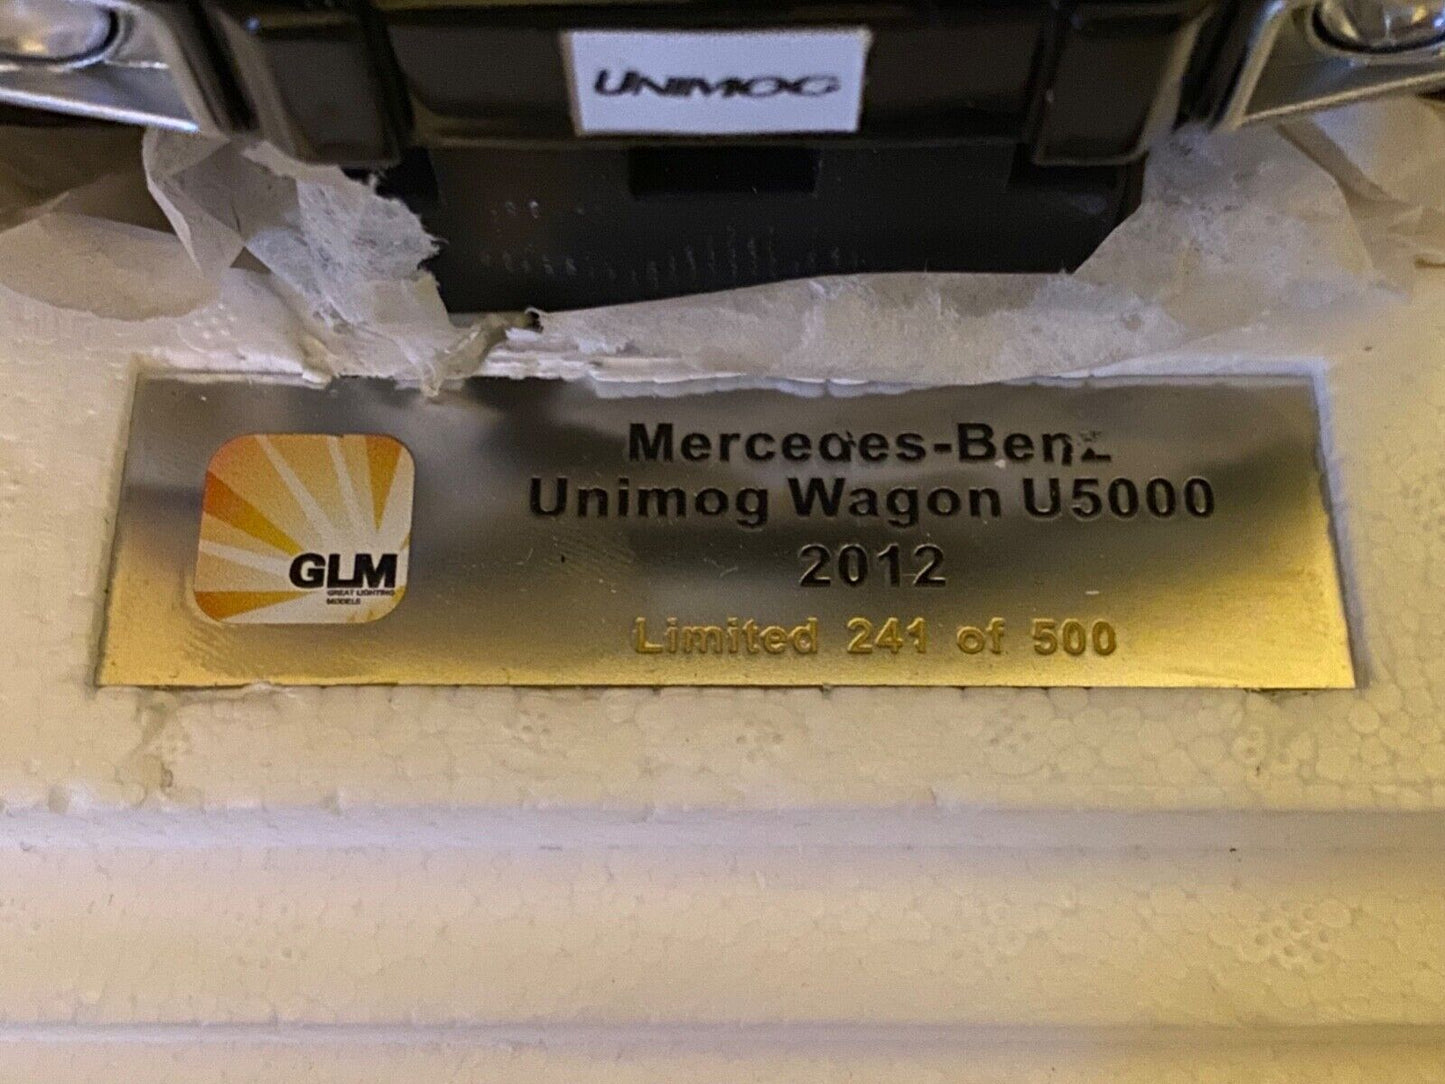 UNIMOG
Mercedes-Benz
Unimog Wagon U5000
2012
Limited 241 of 500
GLM
GREAT LIGHTING
MODELS